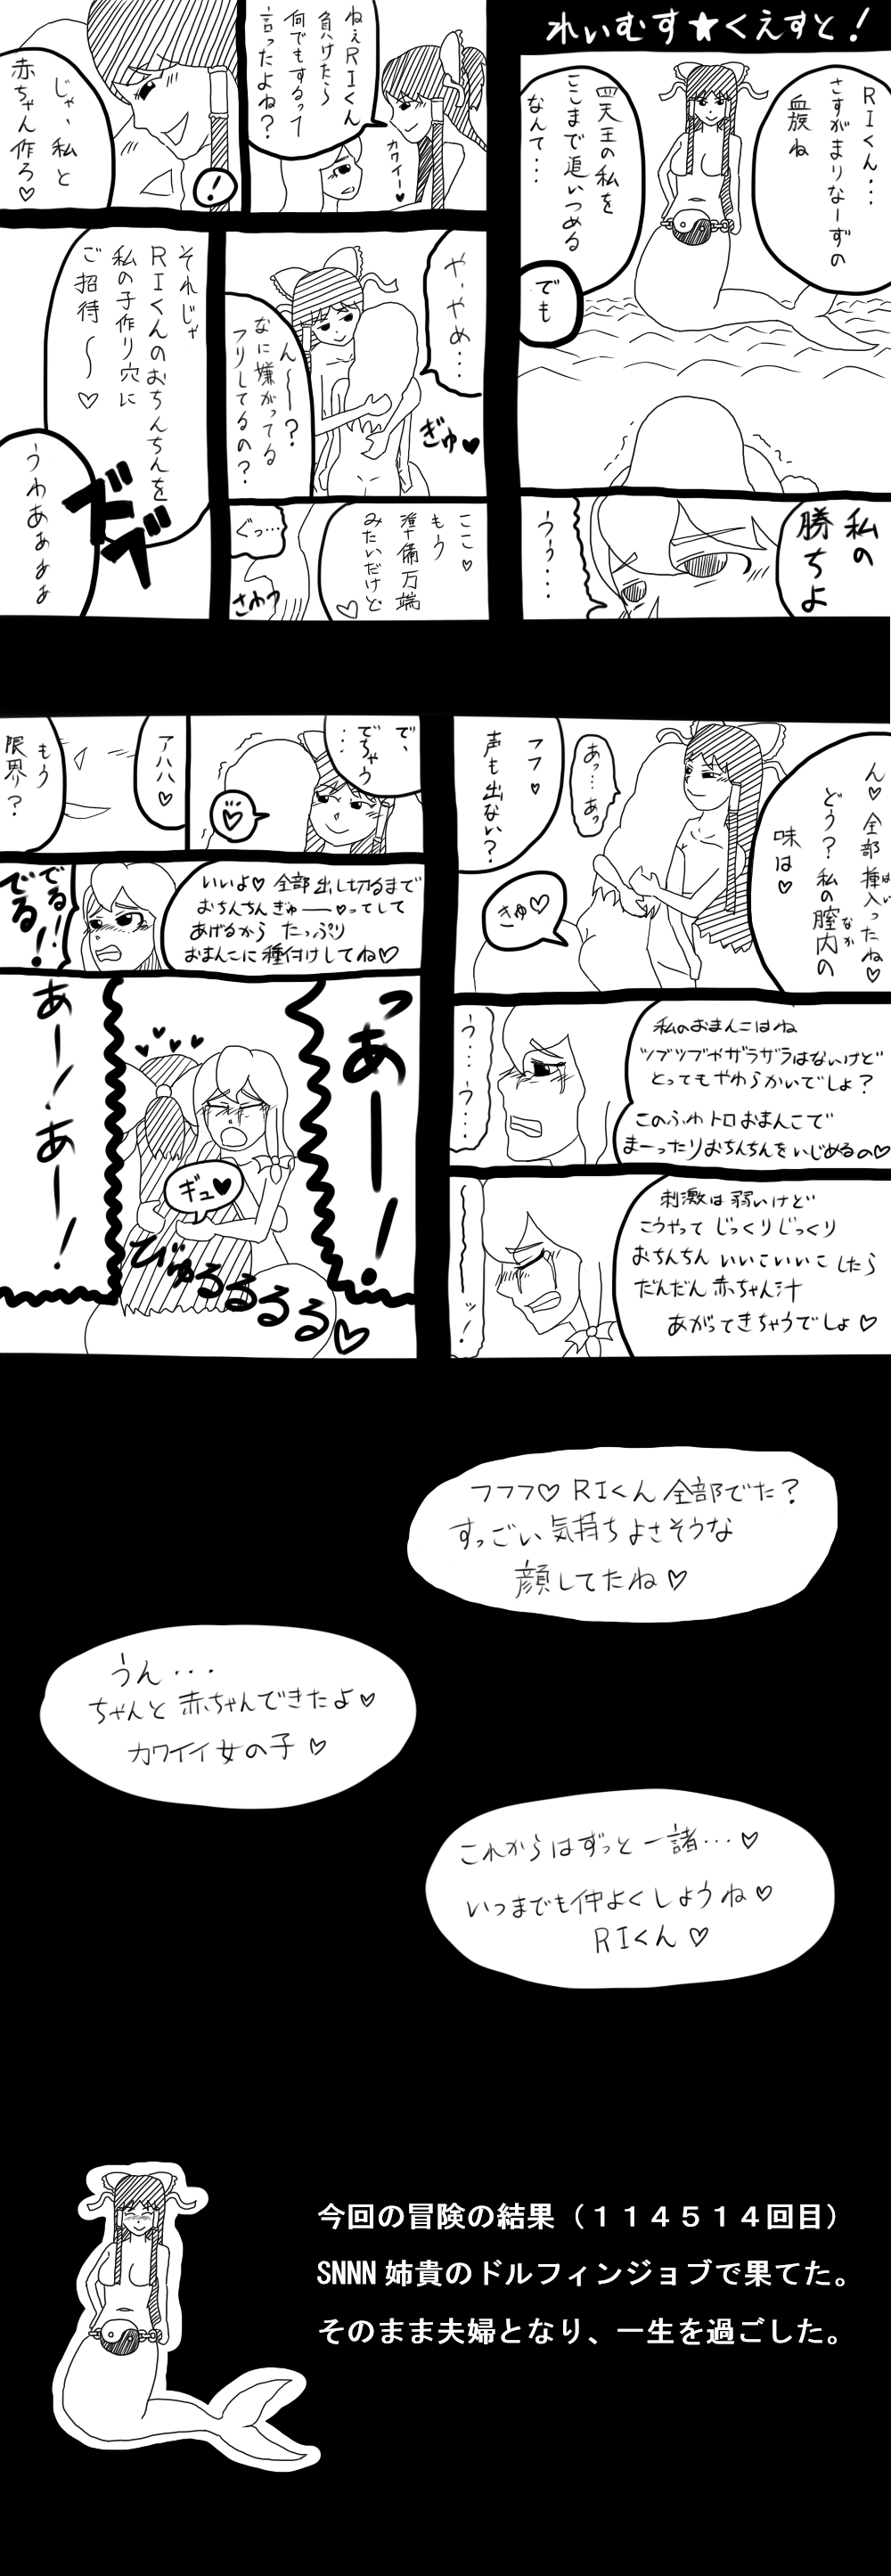 れいむす★くえすと！
RIくん・・・
さすがまりなーずの
血族ね
四天王の私を
ここまで追いつめる
なんて・・・
でも
私の
勝ちよ
うぅ・・・
ねぇRIくん
負けたら
何でもするって
言ったよね？
カワイー♥
じゃ、私と
赤ちゃん作ろ♡
！
や、やめ・・・
ぎゅ♥
ん～～？
なに嫌がってる
フリしてるの？
ここ♡
もう
準備万端
みたいだけど♡
ぐっ・・・
さわっ
それじゃ
RIくんのおちんちんを
私の子作り穴に
ご招待～♡
ズブ
うわぁぁぁぁ
ん♡全部挿入ったね♡
はい
どう？私の膣内の
なか
味は♡
あっ…あっ
フフ♡
声も出ない？
きゅ♡
私のおまんこはね
ツブツブやザラザラはないけど
とってもやわらかいでしょ？
このふわトロおまんこで
まーったりおちんちんをいじめるの♡
う・・・う・・・
刺激は弱いけど
こうやってじっくりじっくり
おちんちんいいこいいこしたら
だんだん赤ちゃん汁
あがってきちゃうでしょ♡
ーーッ！
で、
でちゃう
・・・
アハハ♡
もう
限界？
いいよ♡全部出し切るまで
おちんちんぎゅー―♡ってして
あげるから たっぷり
おまんこに種付けしてね♡
でる！
でる！！
っあー！
ギュ♥
あー！あー！
びゅるるるる♡
フフフ♡RIくん全部でた？
すっごい気持ちよさそうな
顔してたね♡
うん・・・
ちゃんと赤ちゃんできたよ♡
カワイイ女の子♡
これからはずっと一諸・・・♡
いつまでも仲よくしようね♡
RIくん♡
今回の冒険の結果（１１４５１４回目）
SNNN姉貴のドルフィンジョブで果てた。
そのまま夫婦となり、一生を過ごした。